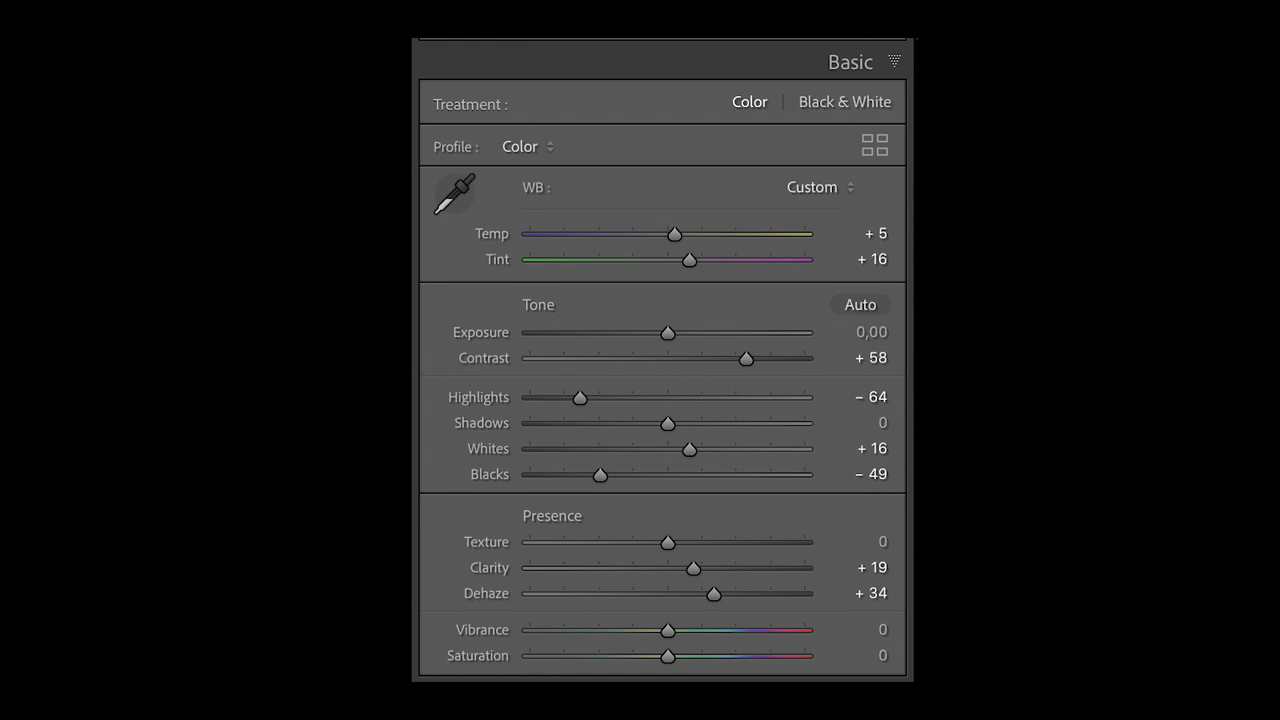 Basic
Treatment : Color | Black & White
Profile : Color
WB : Custom
Temp + 5
Tint + 16
Tone Auto
Exposure 0,00
Contrast + 58
Highlights − 64
Shadows 0
Whites + 16
Blacks − 49
Presence
Texture 0
Clarity + 19
Dehaze + 34
Vibrance 0
Saturation 0